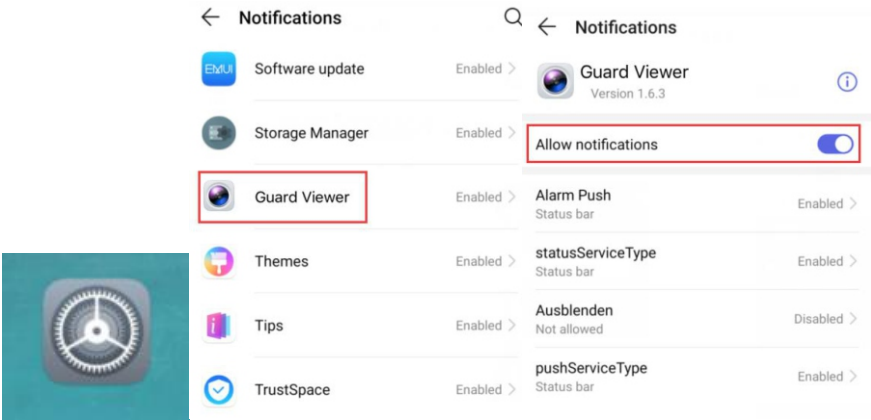 Notifications
EMUI
Software update Enabled
Storage Manager Enabled
Guard Viewer Enabled
Themes Enabled
Tips Enabled
TrustSpace Enabled
Notifications
Guard Viewer
Version 1.6.3
Allow notifications
Alarm Push
Status bar
Enabled
statusServiceType
Status bar
Enabled
Ausblenden
Not allowed
Disabled
pushServiceType
Status bar
Enabled